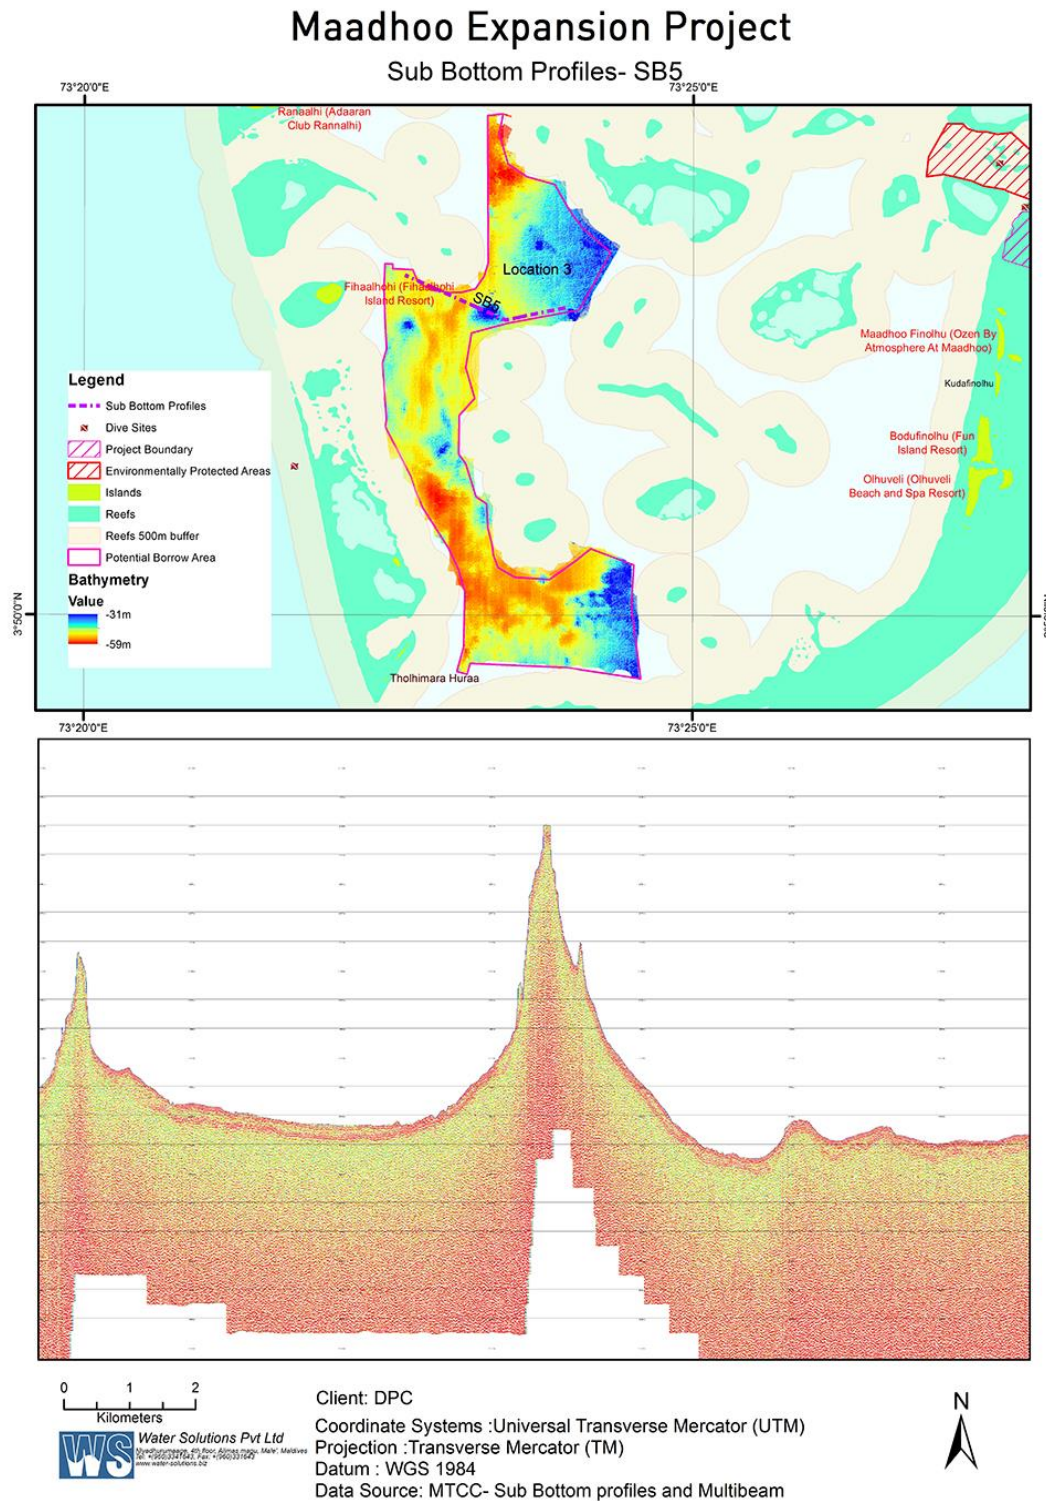 Maadhoo Expansion Project
Sub Bottom Profiles- SB5
73°20'0"E
73°25'0"E
Ranaalhi (Adaaran
Club Rannalhi)
Location 3
Fihaalhohi (Fihaalhohi
Island Resort)
SB5
Maadhoo Finolhu (Ozen By
Atmosphere At Maadhoo)
Kudafinolhu
Bodufinolhu (Fun
Island Resort)
Olhuveli (Olhuveli
Beach and Spa Resort)
Legend
Sub Bottom Profiles
Dive Sites
Project Boundary
Environmentally Protected Areas
Islands
Reefs
Reefs 500m buffer
Potential Borrow Area
Bathymetry
Value
-31m
-59m
3°50'0"N
Tholhimara Huraa
73°20'0"E
73°25'0"E
0 1 2
Kilometers
WS
Water Solutions Pvt Ltd
www.water-solutions.biz
Client: DPC
Coordinate Systems :Universal Transverse Mercator (UTM)
Projection :Transverse Mercator (TM)
Datum : WGS 1984
Data Source: MTCC- Sub Bottom profiles and Multibeam
N